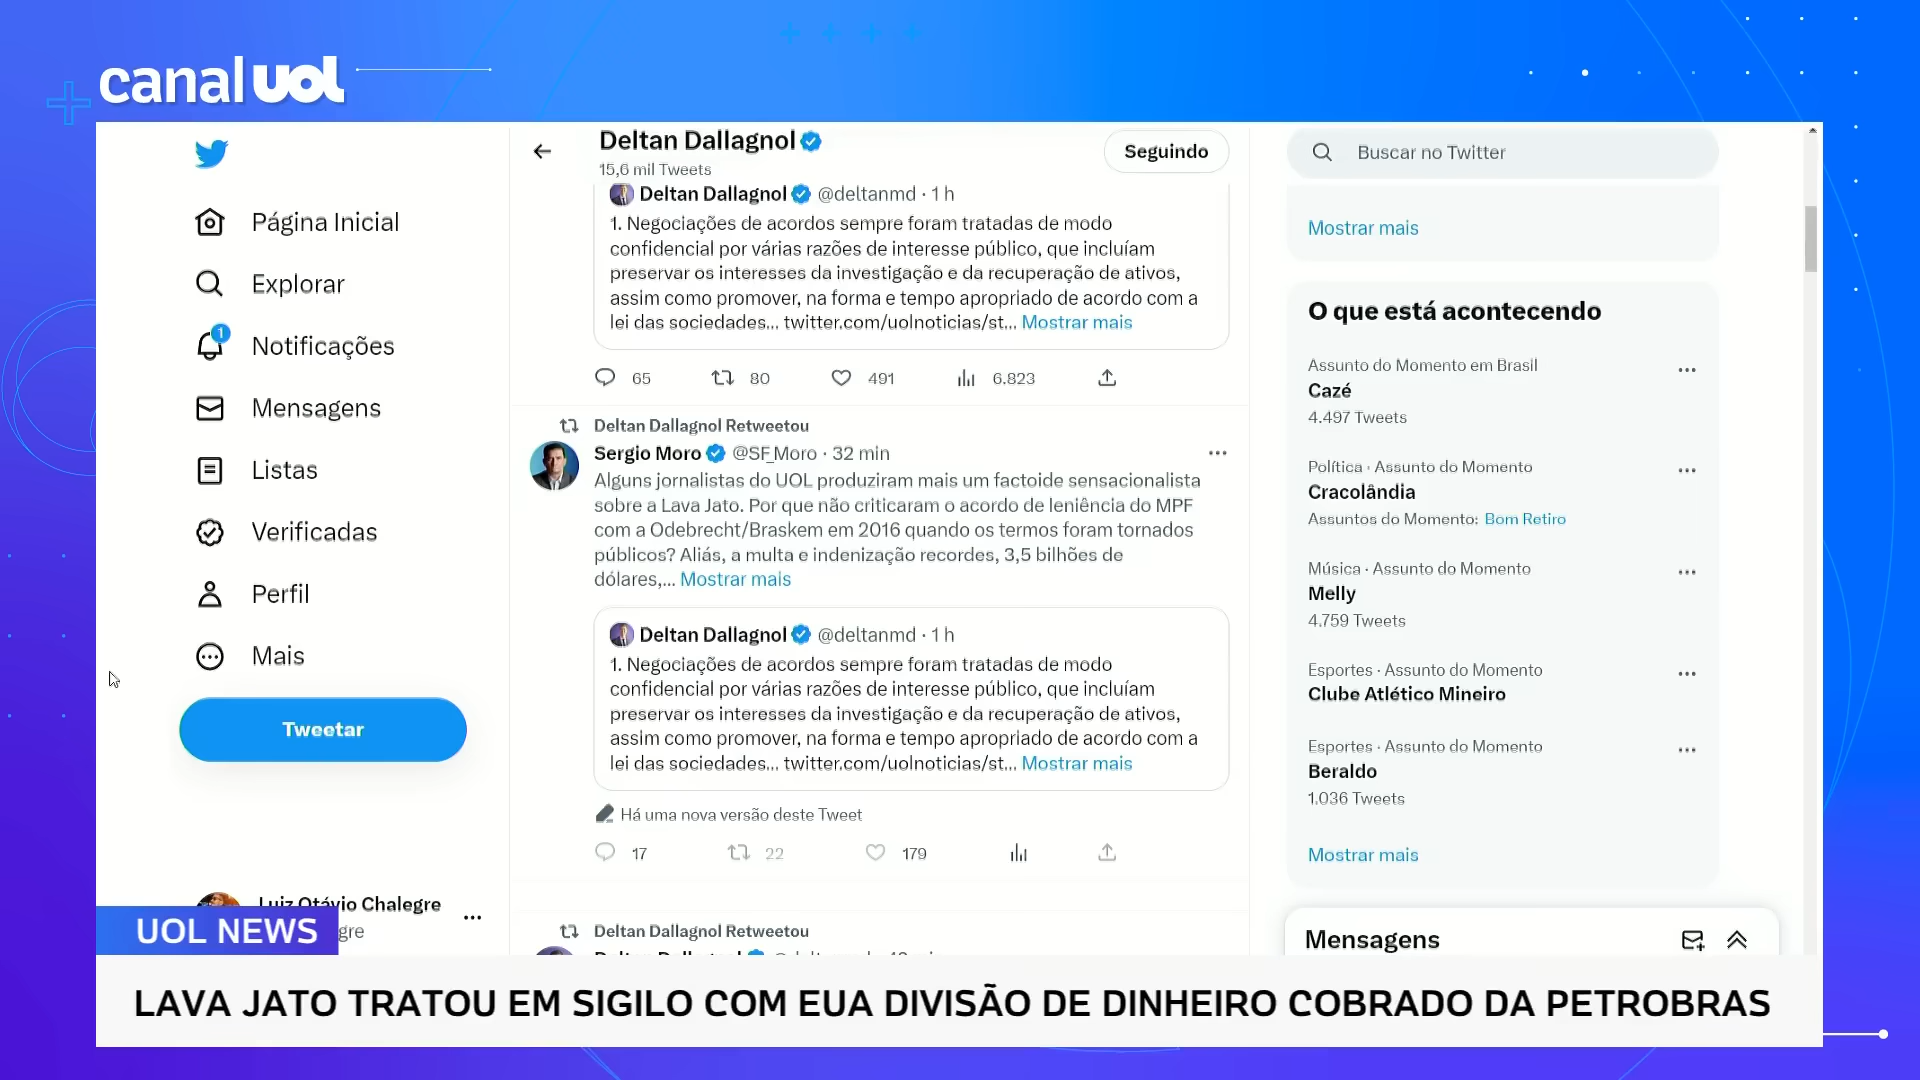 canal uol
Página Inicial
Explorar
1
Notificações
Mensagens
Listas
Verificadas
Perfil
Mais
Tweetar
Luiz Otávio Chalegre
gre
Deltan Dallagnol
15,6 mil Tweets
Seguindo
Deltan Dallagnol @deltanmd · 1 h
1. Negociações de acordos sempre foram tratadas de modo
confidencial por várias razões de interesse público, que incluíam
preservar os interesses da investigação e da recuperação de ativos,
assim como promover, na forma e tempo apropriado de acordo com a
lei das sociedades... twitter.com/uolnoticias/st... Mostrar mais
65 80 491 6.823
Deltan Dallagnol Retweetou
Sergio Moro @SF_Moro · 32 min
Alguns jornalistas do UOL produziram mais um factoide sensacionalista
sobre a Lava Jato. Por que não criticaram o acordo de leniência do MPF
com a Odebrecht/Braskem em 2016 quando os termos foram tornados
públicos? Aliás, a multa e indenização recordes, 3,5 bilhões de
dólares,... Mostrar mais
Deltan Dallagnol @deltanmd · 1 h
1. Negociações de acordos sempre foram tratadas de modo
confidencial por várias razões de interesse público, que incluíam
preservar os interesses da investigação e da recuperação de ativos,
assim como promover, na forma e tempo apropriado de acordo com a
lei das sociedades... twitter.com/uolnoticias/st... Mostrar mais
Há uma nova versão deste Tweet
17 22 179
Deltan Dallagnol Retweetou
Deltan Dallagnol
Buscar no Twitter
Mostrar mais
O que está acontecendo
Assunto do Momento em Brasil
Cazé
4.497 Tweets
Política · Assunto do Momento
Cracolândia
Assuntos do Momento: Bom Retiro
Música · Assunto do Momento
Melly
4.759 Tweets
Esportes · Assunto do Momento
Clube Atlético Mineiro
Esportes · Assunto do Momento
Beraldo
1.036 Tweets
Mostrar mais
Mensagens
UOL NEWS
LAVA JATO TRATOU EM SIGILO COM EUA DIVISÃO DE DINHEIRO COBRADO DA PETROBRAS